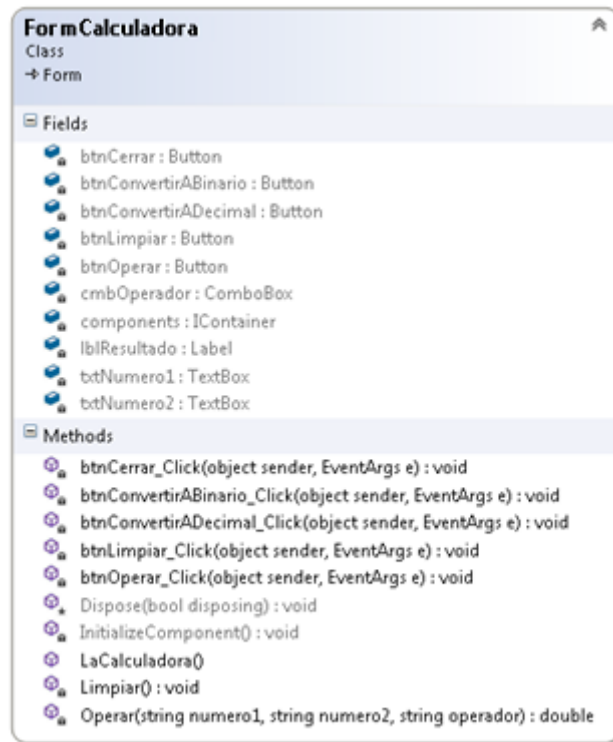 FormCalculadora
Class
Form
Fields
btnCerrar : Button
btnConvertirABinario : Button
btnConvertirADecimal : Button
btnLimpiar : Button
btnOperar : Button
cmbOperador : ComboBox
components : IContainer
lblResultado : Label
txtNumero1 : TextBox
txtNumero2 : TextBox
Methods
btnCerrar_Click(object sender, EventArgs e) : void
btnConvertirABinario_Click(object sender, EventArgs e) : void
btnConvertirADecimal_Click(object sender, EventArgs e) : void
btnLimpiar_Click(object sender, EventArgs e) : void
btnOperar_Click(object sender, EventArgs e) : void
Dispose(bool disposing) : void
InitializeComponent() : void
LaCalculadora()
Limpiar() : void
Operar(string numero1, string numero2, string operador) : double